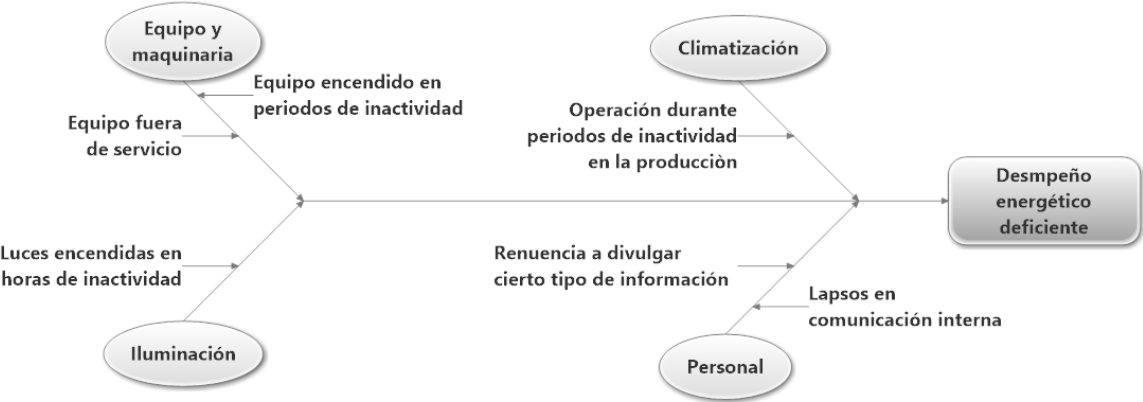 Equipo y
maquinaria
Climatización
Equipo encendido en
periodos de inactividad
Equipo fuera
de servicio
Operación durante
periodos de inactividad
en la producciòn
Desmpeño
energético
deficiente
Luces encendidas en
horas de inactividad
Renuencia a divulgar
cierto tipo de información
Lapsos en
comunicación interna
Iluminación
Personal